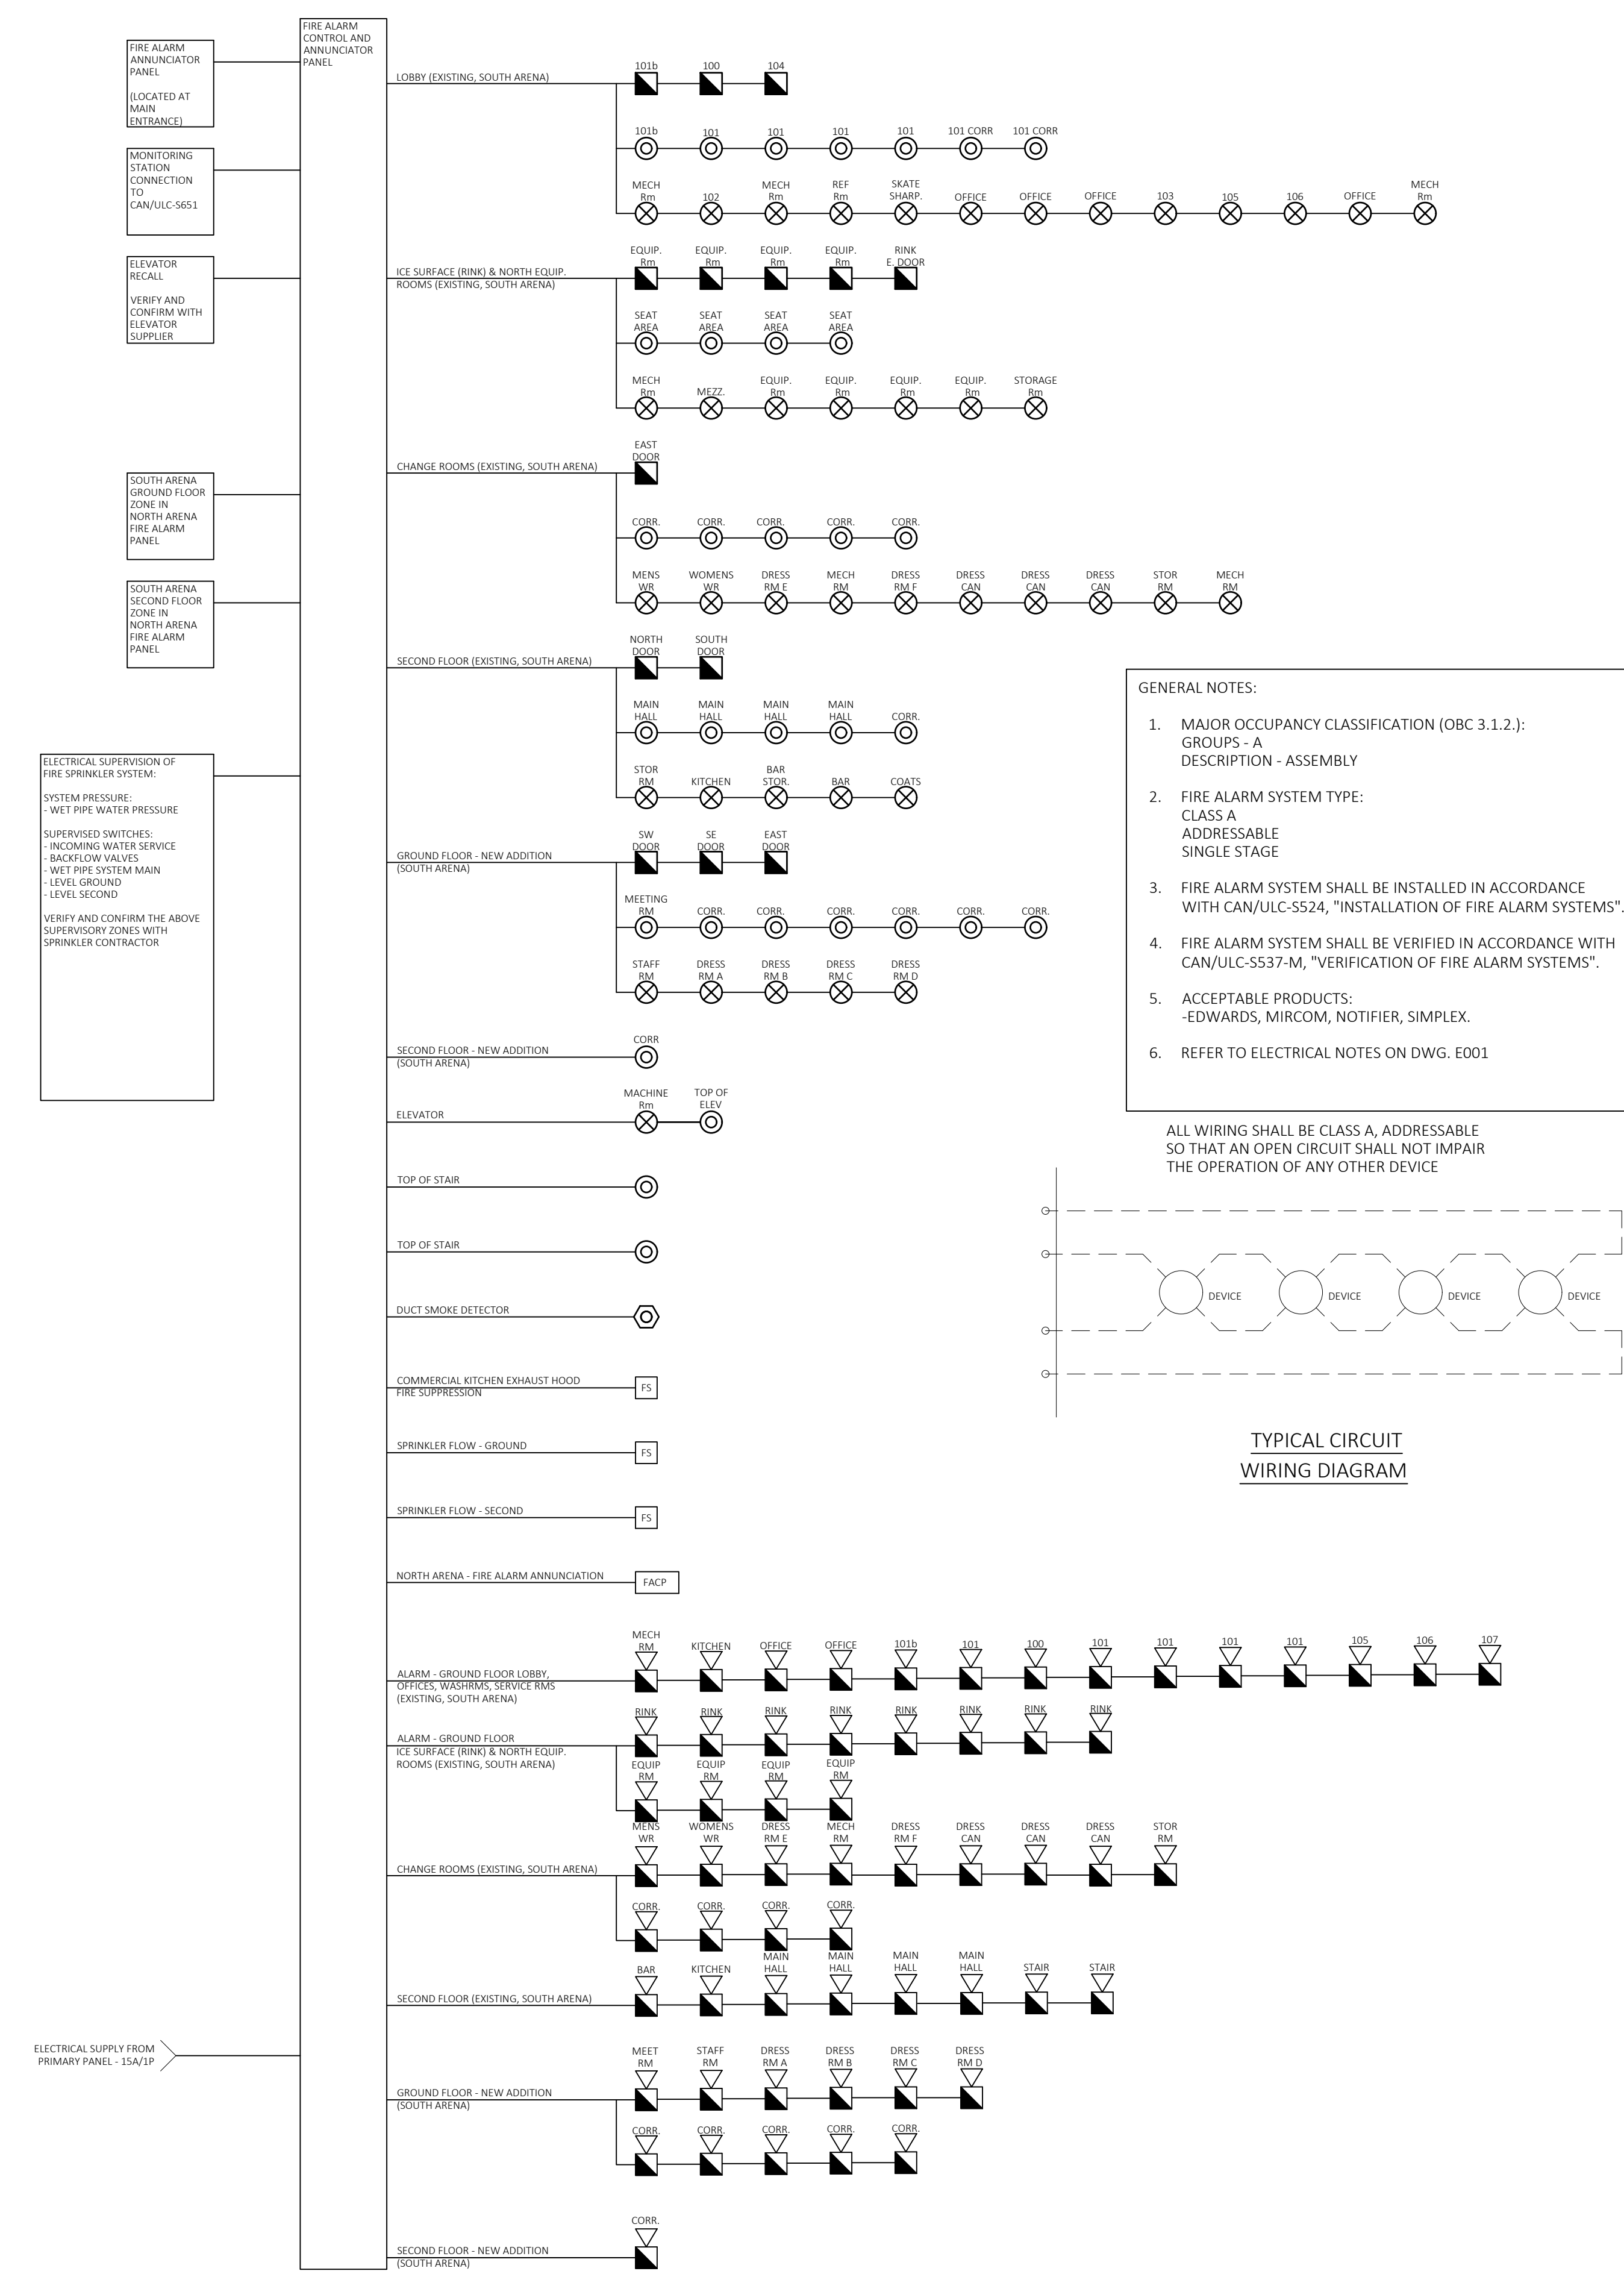 FIRE ALARM
ANNUNCIATOR
PANEL
(LOCATED AT
MAIN
ENTRANCE)
MONITORING
STATION
CONNECTION
TO
CAN/ULC-S651
ELEVATOR
RECALL
VERIFY AND
CONFIRM WITH
ELEVATOR
SUPPLIER
SOUTH ARENA
GROUND FLOOR
ZONE IN
NORTH ARENA
FIRE ALARM
PANEL
SOUTH ARENA
SECOND FLOOR
ZONE IN
NORTH ARENA
FIRE ALARM
PANEL
ELECTRICAL SUPERVISION OF
FIRE SPRINKLER SYSTEM:
SYSTEM PRESSURE:
- WET PIPE WATER PRESSURE
SUPERVISED SWITCHES:
- INCOMING WATER SERVICE
- BACKFLOW VALVES
- WET PIPE SYSTEM MAIN
- LEVEL GROUND
- LEVEL SECOND
VERIFY AND CONFIRM THE ABOVE
SUPERVISORY ZONES WITH
SPRINKLER CONTRACTOR
ELECTRICAL SUPPLY FROM
PRIMARY PANEL - 15A/1P
FIRE ALARM
CONTROL AND
ANNUNCIATOR
PANEL
LOBBY (EXISTING, SOUTH ARENA)
101b 100 104
101b 101 101 101 101 101 CORR 101 CORR
MECH MECH REF SKATE MECH
Rm 102 Rm Rm SHARP. OFFICE OFFICE OFFICE 103 105 106 OFFICE Rm
ICE SURFACE (RINK) & NORTH EQUIP.
ROOMS (EXISTING, SOUTH ARENA)
EQUIP. EQUIP. EQUIP. EQUIP. RINK
Rm Rm Rm Rm E. DOOR
SEAT SEAT SEAT SEAT
AREA AREA AREA AREA
MECH EQUIP. EQUIP. EQUIP. EQUIP. STORAGE
Rm MEZZ. Rm Rm Rm Rm Rm
CHANGE ROOMS (EXISTING, SOUTH ARENA)
EAST
DOOR
CORR. CORR. CORR. CORR. CORR.
MENS WOMENS DRESS MECH DRESS DRESS DRESS DRESS STOR MECH
WR WR RM E RM RM F CAN CAN CAN RM RM
SECOND FLOOR (EXISTING, SOUTH ARENA)
NORTH SOUTH
DOOR DOOR
MAIN MAIN MAIN MAIN
HALL HALL HALL HALL CORR.
STOR BAR
RM KITCHEN STOR. BAR COATS
GROUND FLOOR - NEW ADDITION
(SOUTH ARENA)
SW SE EAST
DOOR DOOR DOOR
MEETING
RM CORR. CORR. CORR. CORR. CORR. CORR.
STAFF DRESS DRESS DRESS DRESS
RM RM A RM B RM C RM D
SECOND FLOOR - NEW ADDITION
(SOUTH ARENA)
CORR
ELEVATOR
MACHINE TOP OF
Rm ELEV
TOP OF STAIR
TOP OF STAIR
DUCT SMOKE DETECTOR
COMMERCIAL KITCHEN EXHAUST HOOD
FIRE SUPPRESSION
FS
SPRINKLER FLOW - GROUND
FS
SPRINKLER FLOW - SECOND
FS
NORTH ARENA - FIRE ALARM ANNUNCIATION
FACP
ALARM - GROUND FLOOR LOBBY,
OFFICES, WASHRMS, SERVICE RMS
(EXISTING, SOUTH ARENA)
MECH
RM KITCHEN OFFICE OFFICE 101b 101 100 101 101 101 101 105 106 107
ALARM - GROUND FLOOR
ICE SURFACE (RINK) & NORTH EQUIP.
ROOMS (EXISTING, SOUTH ARENA)
RINK RINK RINK RINK RINK RINK RINK RINK
EQUIP EQUIP EQUIP EQUIP
RM RM RM RM
CHANGE ROOMS (EXISTING, SOUTH ARENA)
MENS WOMENS DRESS MECH DRESS DRESS DRESS DRESS STOR
WR WR RM E RM RM F CAN CAN CAN RM
CORR. CORR. CORR. CORR.
SECOND FLOOR (EXISTING, SOUTH ARENA)
MAIN MAIN MAIN MAIN
BAR KITCHEN HALL HALL HALL HALL STAIR STAIR
GROUND FLOOR - NEW ADDITION
(SOUTH ARENA)
MEET STAFF DRESS DRESS DRESS DRESS
RM RM RM A RM B RM C RM D
CORR. CORR. CORR. CORR. CORR.
SECOND FLOOR - NEW ADDITION
(SOUTH ARENA)
CORR.
GENERAL NOTES:
1. MAJOR OCCUPANCY CLASSIFICATION (OBC 3.1.2.):
GROUPS - A
DESCRIPTION - ASSEMBLY
2. FIRE ALARM SYSTEM TYPE:
CLASS A
ADDRESSABLE
SINGLE STAGE
3. FIRE ALARM SYSTEM SHALL BE INSTALLED IN ACCORDANCE
WITH CAN/ULC-S524, "INSTALLATION OF FIRE ALARM SYSTEMS".
4. FIRE ALARM SYSTEM SHALL BE VERIFIED IN ACCORDANCE WITH
CAN/ULC-S537-M, "VERIFICATION OF FIRE ALARM SYSTEMS".
5. ACCEPTABLE PRODUCTS:
-EDWARDS, MIRCOM, NOTIFIER, SIMPLEX.
6. REFER TO ELECTRICAL NOTES ON DWG. E001
ALL WIRING SHALL BE CLASS A, ADDRESSABLE
SO THAT AN OPEN CIRCUIT SHALL NOT IMPAIR
THE OPERATION OF ANY OTHER DEVICE
DEVICE DEVICE DEVICE DEVICE
TYPICAL CIRCUIT
WIRING DIAGRAM